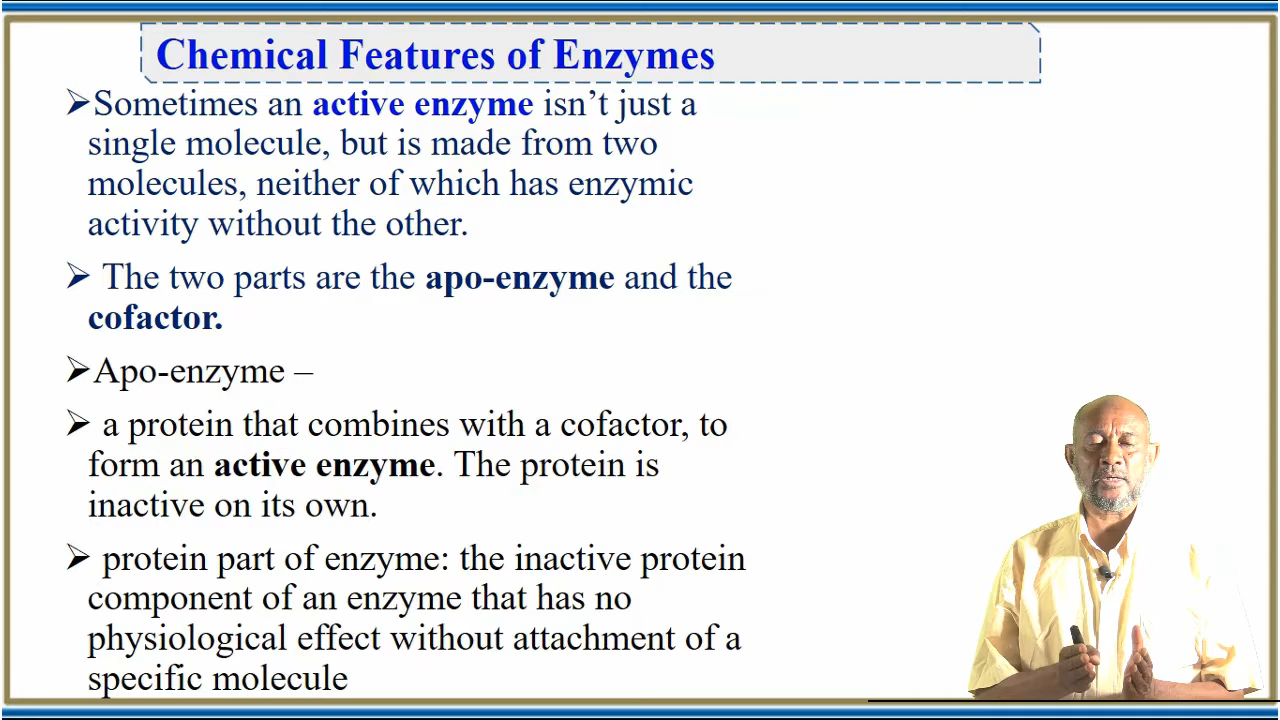 Chemical Features of Enzymes
➢Sometimes an active enzyme isn’t just a
single molecule, but is made from two
molecules, neither of which has enzymic
activity without the other.
➢ The two parts are the apo-enzyme and the
cofactor.
➢Apo-enzyme –
➢ a protein that combines with a cofactor, to
form an active enzyme. The protein is
inactive on its own.
➢ protein part of enzyme: the inactive protein
component of an enzyme that has no
physiological effect without attachment of a
specific molecule